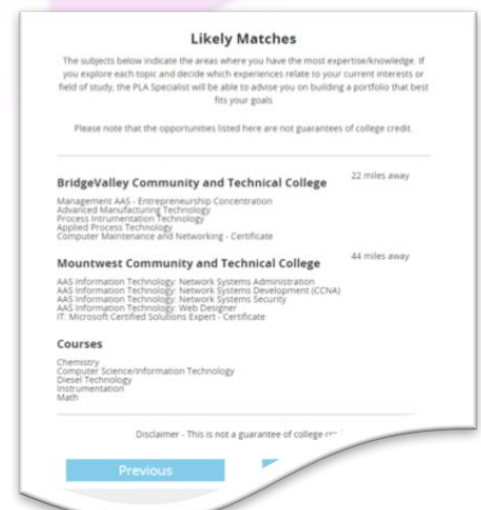 Likely Matches
The subjects below indicate the areas where you have the most expertise/knowledge. If
you explore each topic and decide which experiences relate to your current interests or
field of study, the PLA Specialist will be able to advise you on building a portfolio that best
fits your goals
Please note that the opportunities listed here are not guarantees of college credit.
BridgeValley Community and Technical College 22 miles away
Management AAS - Entrepreneurship Concentration
Advanced Manufacturing Technology
Process Intrumentation Technology
Applied Process Technology
Computer Maintenance and Networking - Certificate
Mountwest Community and Technical College 44 miles away
AAS Information Technology: Network Systems Administration
AAS Information Technology: Network Systems Development (CCNA)
AAS Information Technology: Network Systems Security
AAS Information Technology: Web Designer
IT: Microsoft Certified Solutions Expert - Certificate
Courses
Chemistry
Computer Science/Information Technology
Diesel Technology
Instrumentation
Math
Disclaimer - This is not a guarantee of college
Previous